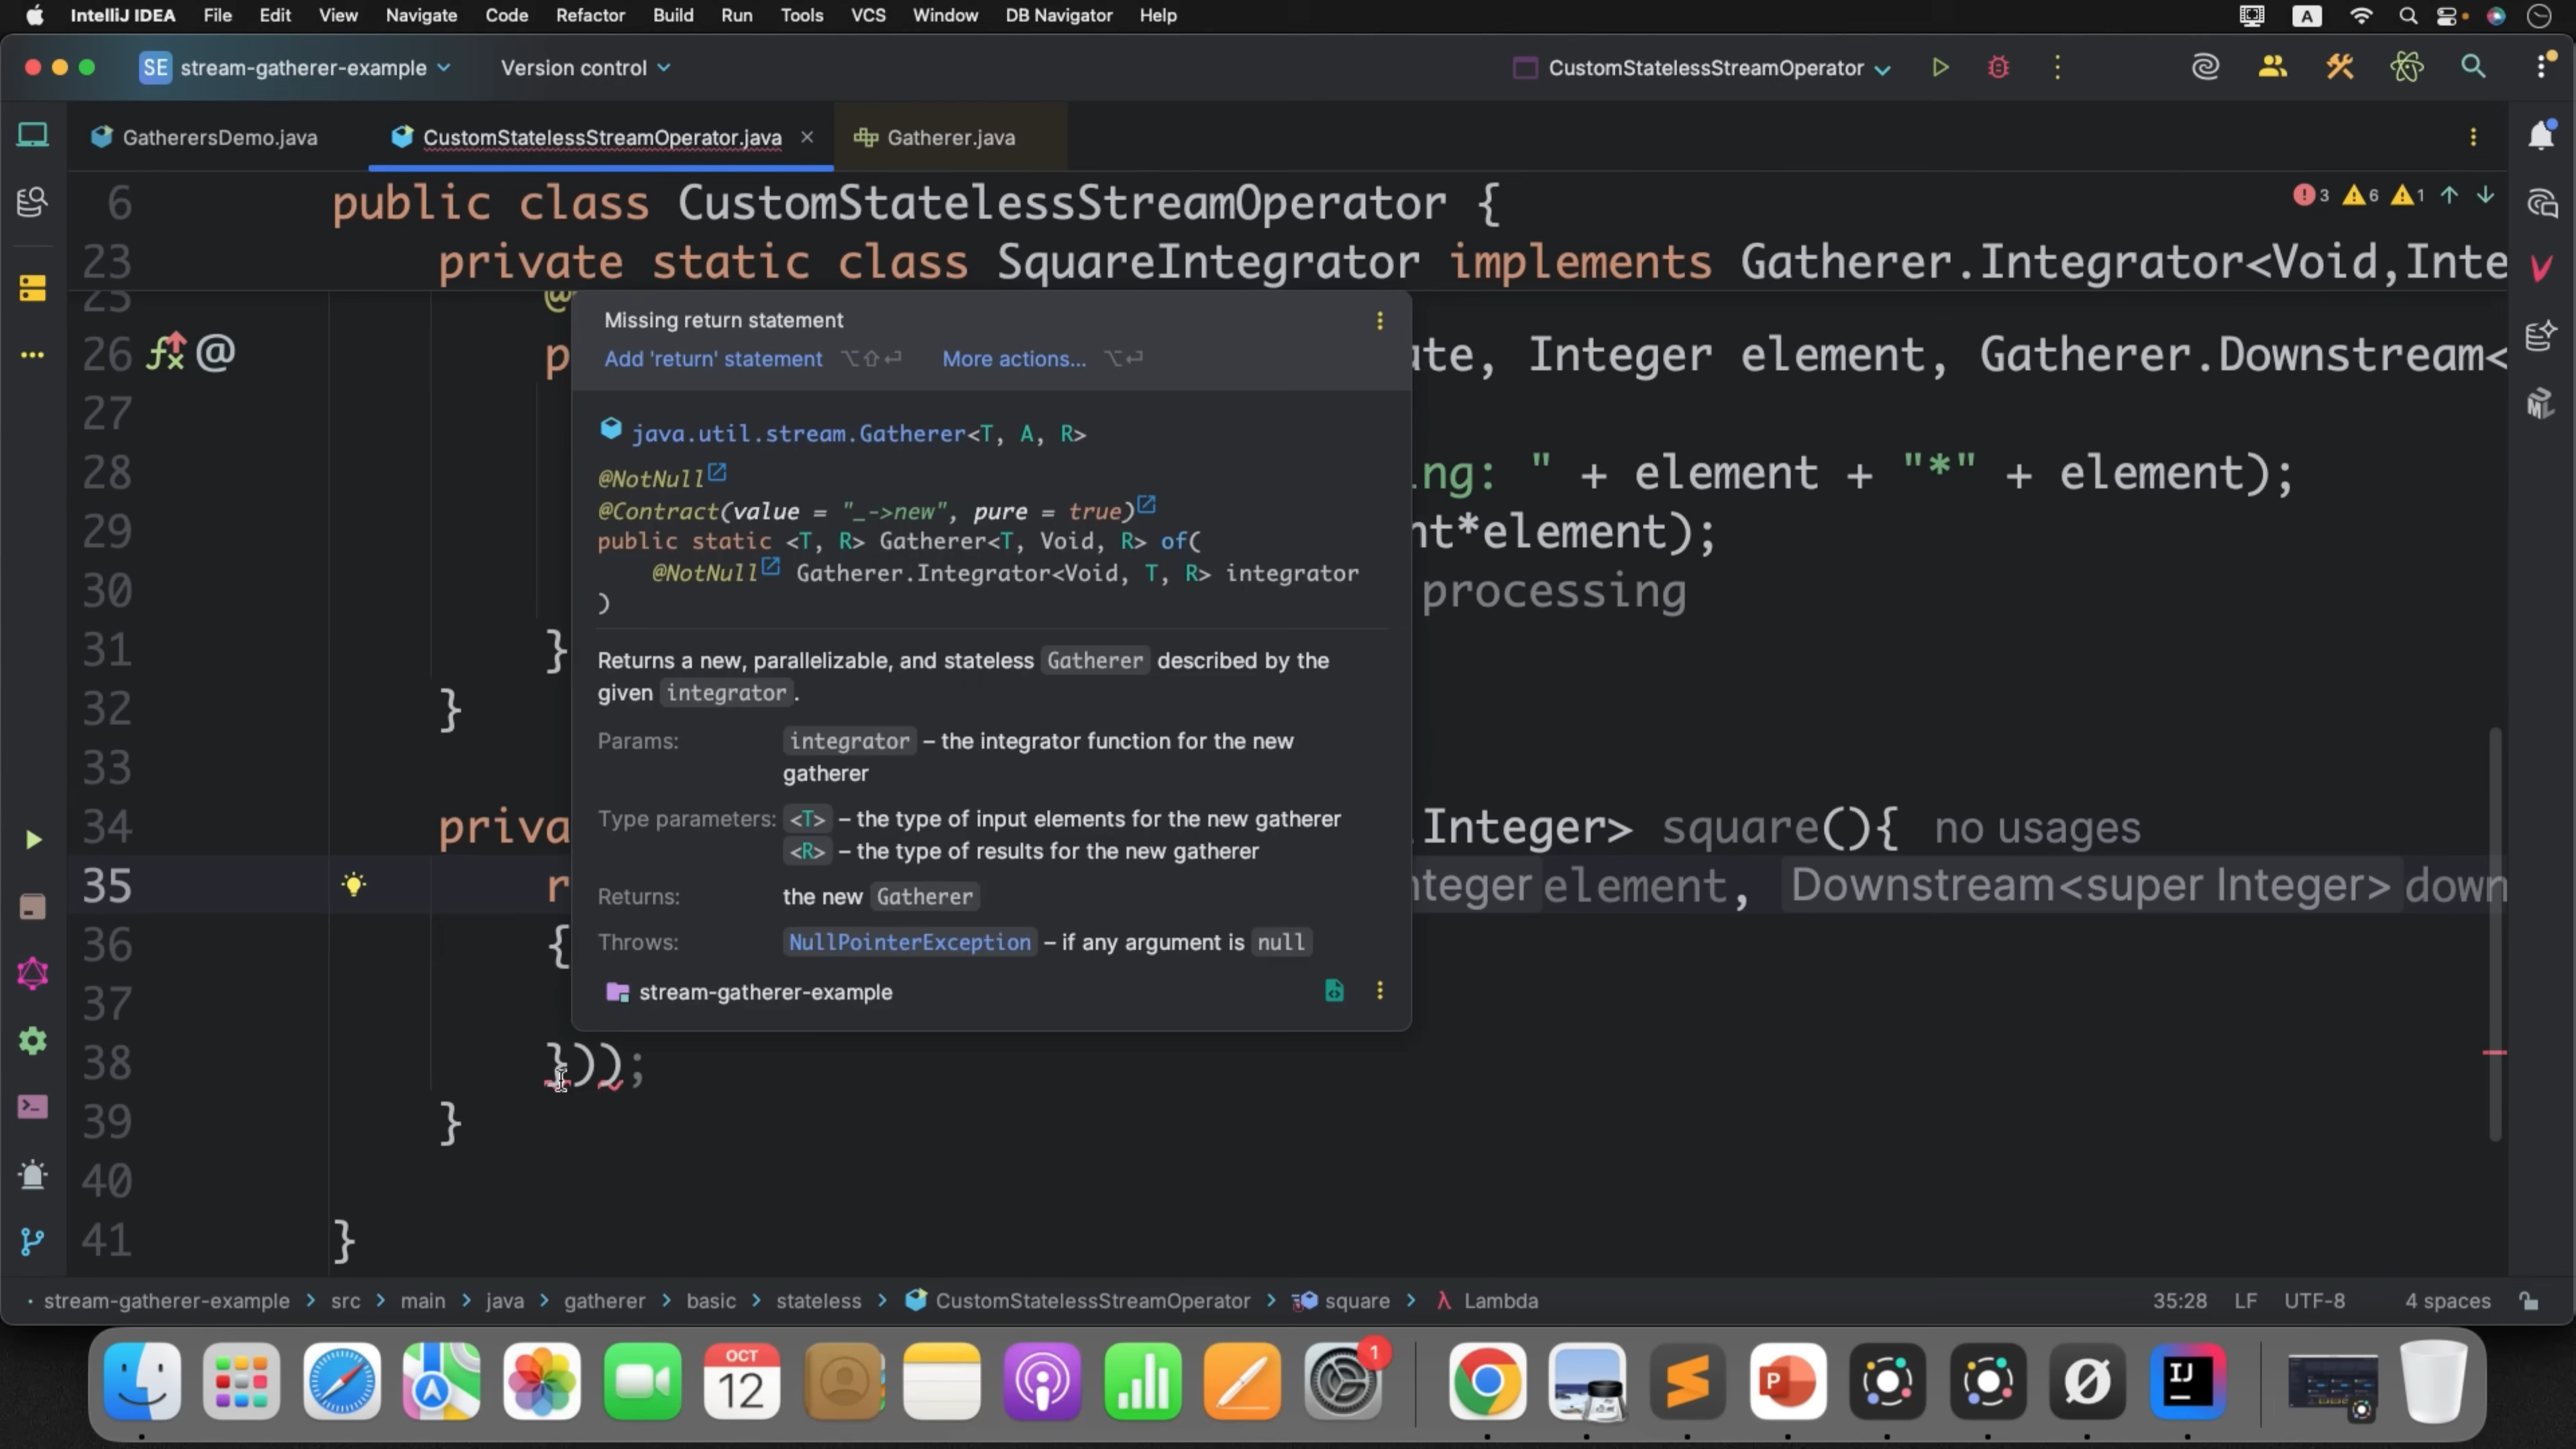 IntelliJ IDEA File Edit View Navigate Code Refactor Build Run Tools VCS Window DB Navigator Help A
SE stream-gatherer-example Version control CustomStatelessStreamOperator
GatherersDemo.java CustomStatelessStreamOperator.java Gatherer.java
6 public class CustomStatelessStreamOperator { 3 6 1
23 private static class SquareIntegrator implements Gatherer.Integrator<Void,Inte
25 @
Missing return statement
Add 'return' statement ⌥⇧⏎ More actions... ⌥⏎
26 @ p ate, Integer element, Gatherer.Downstream<
27
java.util.stream.Gatherer<T, A, R>
28 ng: " + element + "*" + element);
@NotNull
@Contract(value = "_->new", pure = true)
29 nt*element);
public static <T, R> Gatherer<T, Void, R> of(
@NotNull Gatherer.Integrator<Void, T, R> integrator
30 processing
)
31 }
Returns a new, parallelizable, and stateless Gatherer described by the
given integrator.
32 }
Params: integrator – the integrator function for the new
gatherer
33
Type parameters: <T> – the type of input elements for the new gatherer
<R> – the type of results for the new gatherer
34 priva .Integer> square(){ no usages
35 r nteger element, Downstream<super Integer> down
Returns: the new Gatherer
36 {
Throws: NullPointerException – if any argument is null
stream-gatherer-example
37
38 }));
39 }
40
41 }
stream-gatherer-example > src > main > java > gatherer > basic > stateless > CustomStatelessStreamOperator > square > λ Lambda 35:28 LF UTF-8 4 spaces
OCT
12
1
P
IJ